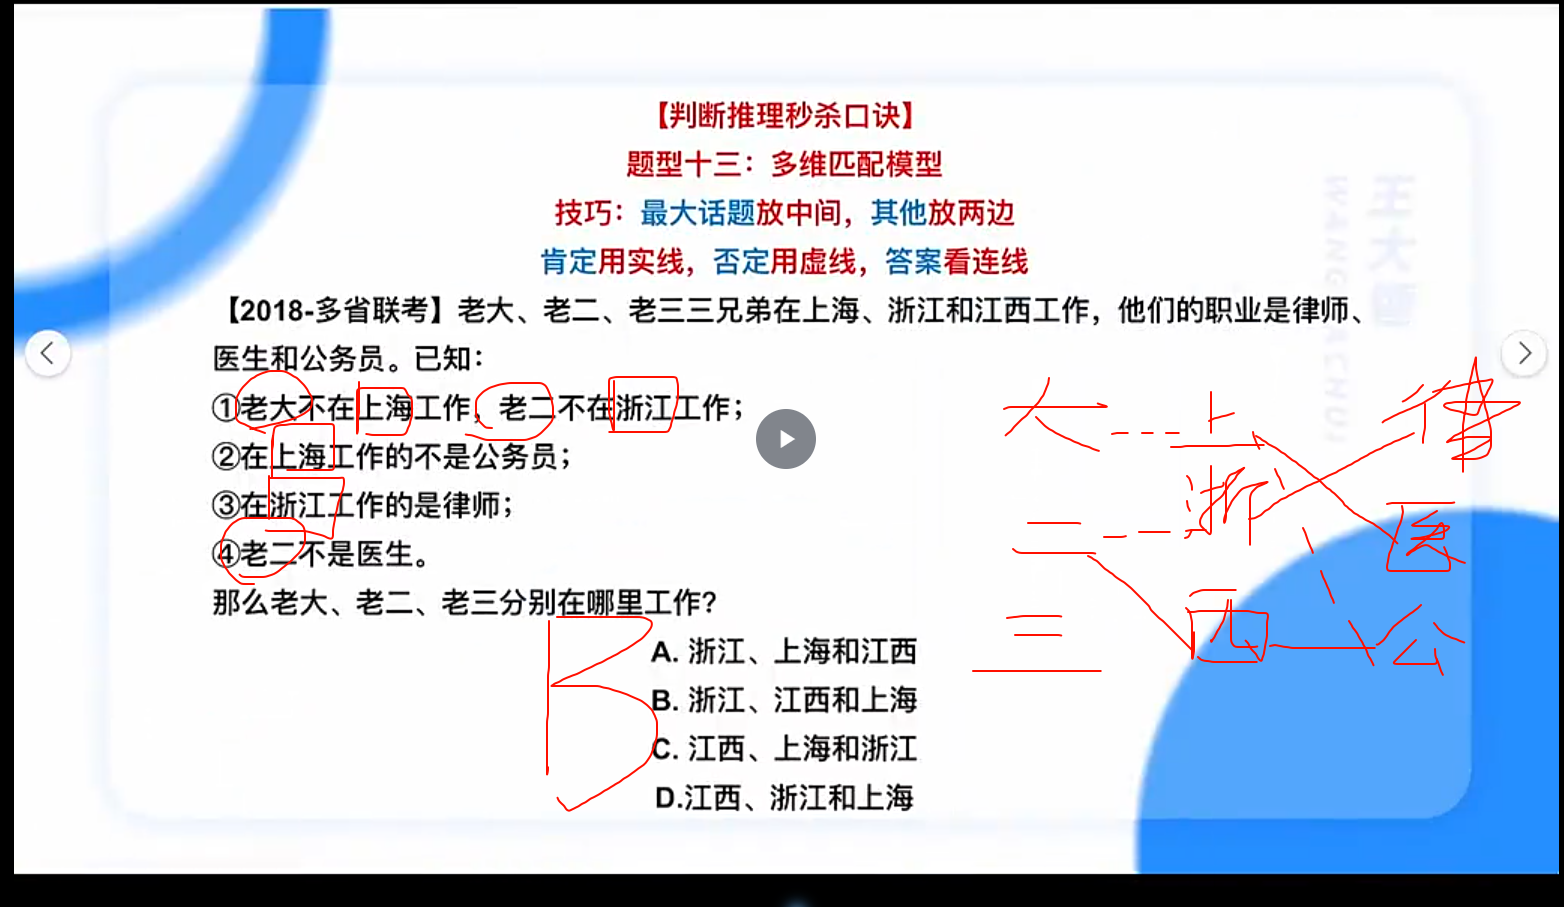 【判断推理秒杀口诀】
题型十三：多维匹配模型
技巧：最大话题放中间，其他放两边
肯定用实线，否定用虚线，答案看连线
【2018-多省联考】老大、老二、老三三兄弟在上海、浙江和江西工作，他们的职业是律师、
医生和公务员。已知：
①老大不在上海工作，老二不在浙江工作；
②在上海工作的不是公务员；
③在浙江工作的是律师；
④老二不是医生。
那么老大、老二、老三分别在哪里工作？
A. 浙江、上海和江西
B. 浙江、江西和上海
C. 江西、上海和浙江
D.江西、浙江和上海
B
大 上 律
二 浙 医
三 西 公